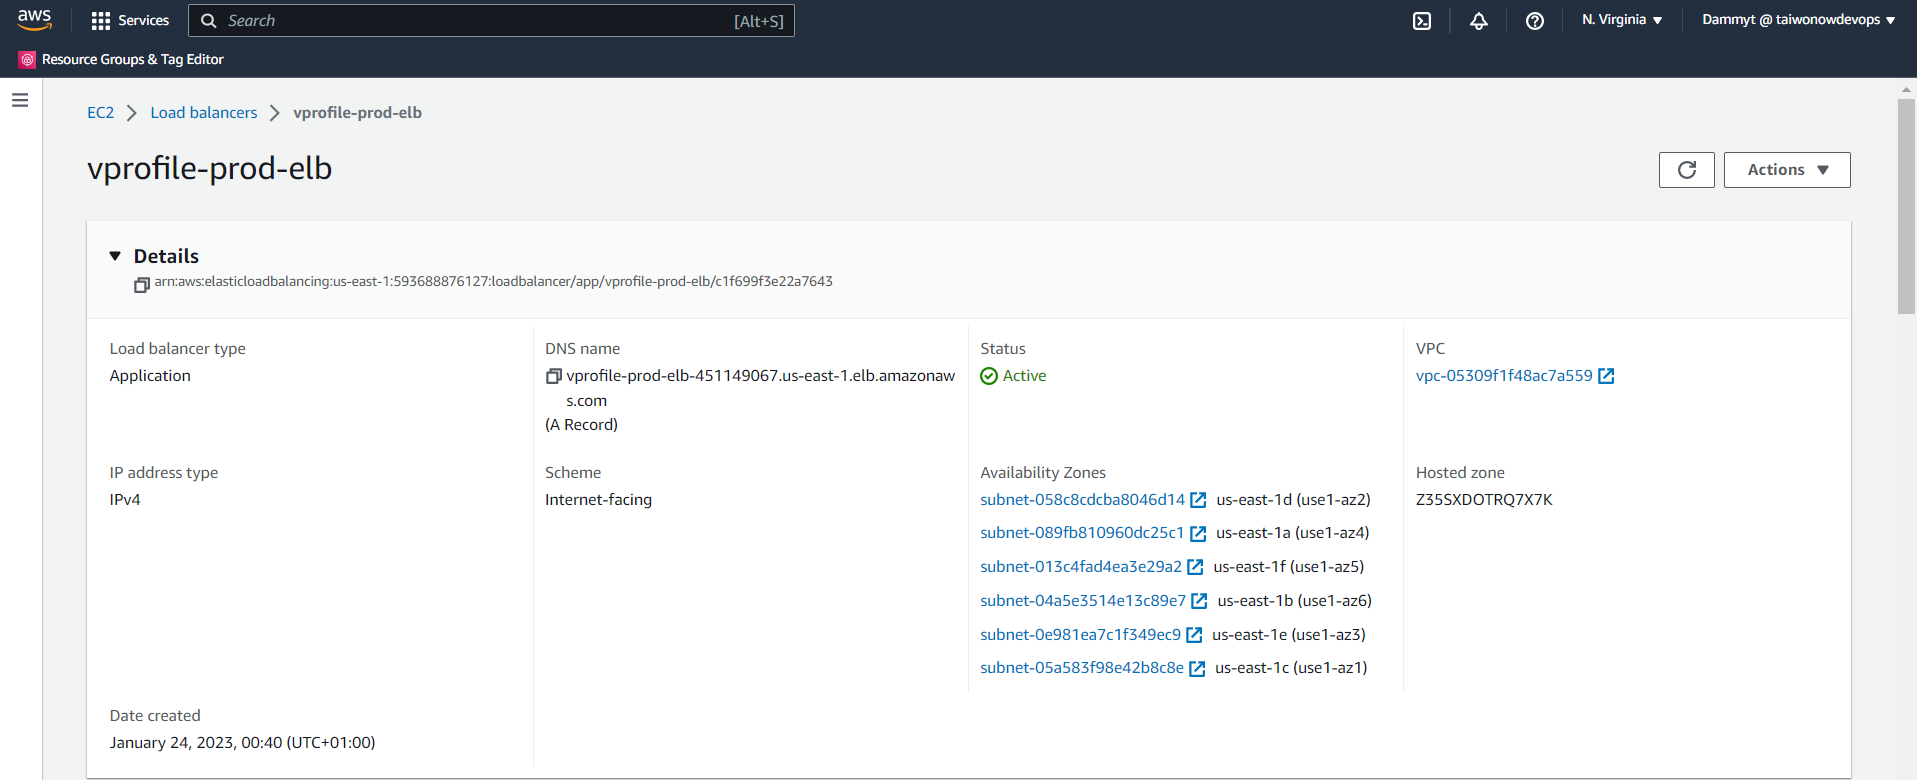 aws
Services
Search
[Alt+S]
N. Virginia
Dammyt @ taiwonowdevops
Resource Groups & Tag Editor
EC2
Load balancers
vprofile-prod-elb
vprofile-prod-elb
Actions
Details
arn:aws:elasticloadbalancing:us-east-1:593688876127:loadbalancer/app/vprofile-prod-elb/c1f699f3e22a7643
Load balancer type
Application
DNS name
vprofile-prod-elb-451149067.us-east-1.elb.amazonaw
s.com
(A Record)
Status
Active
VPC
vpc-05309f1f48ac7a559
IP address type
IPv4
Scheme
Internet-facing
Availability Zones
subnet-058c8cdcba8046d14 us-east-1d (use1-az2)
subnet-089fb810960dc25c1 us-east-1a (use1-az4)
subnet-013c4fad4ea3e29a2 us-east-1f (use1-az5)
subnet-04a5e3514e13c89e7 us-east-1b (use1-az6)
subnet-0e981ea7c1f349ec9 us-east-1e (use1-az3)
subnet-05a583f98e42b8c8e us-east-1c (use1-az1)
Hosted zone
Z35SXDOTRQ7X7K
Date created
January 24, 2023, 00:40 (UTC+01:00)